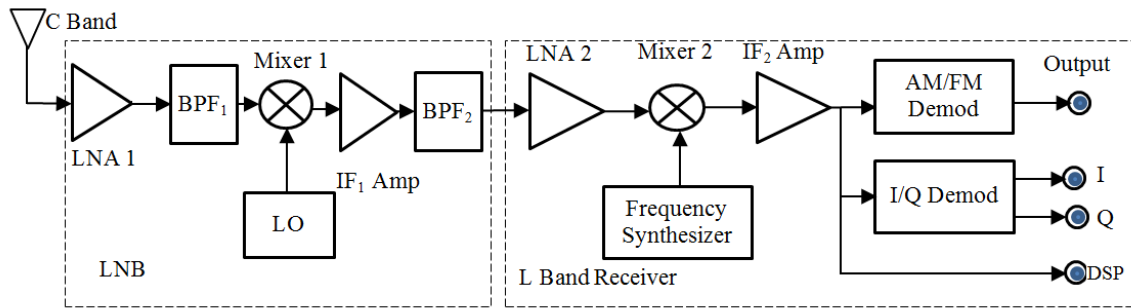 C Band
LNA 1
BPF₁
Mixer 1
LO
IF₁ Amp
BPF₂
LNB
LNA 2
Mixer 2
Frequency
Synthesizer
IF₂ Amp
AM/FM
Demod
Output
I/Q Demod
I
Q
DSP
L Band Receiver